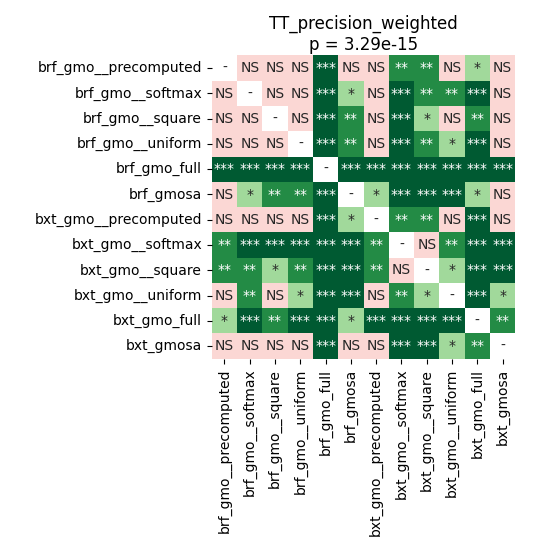 TT_precision_weighted
p = 3.29e-15
brf_gmo__precomputed - NS NS NS *** NS NS ** ** NS * NS
brf_gmo__softmax NS - NS NS *** * NS *** ** ** *** NS
brf_gmo__square NS NS - NS *** ** NS *** * NS ** NS
brf_gmo__uniform NS NS NS - *** ** NS *** ** * *** NS
brf_gmo_full *** *** *** *** - *** *** *** *** *** *** ***
brf_gmosa NS * ** ** *** - * *** *** *** * NS
bxt_gmo__precomputed NS NS NS NS *** * - ** ** NS *** NS
bxt_gmo__softmax ** *** *** *** *** *** ** - NS ** *** ***
bxt_gmo__square ** ** * ** *** *** ** NS - * *** ***
bxt_gmo__uniform NS ** NS * *** *** NS ** * - *** *
bxt_gmo_full * *** ** *** *** * *** *** *** *** - **
bxt_gmosa NS NS NS NS *** NS NS *** *** * ** -
brf_gmo__precomputed
brf_gmo__softmax
brf_gmo__square
brf_gmo__uniform
brf_gmo_full
brf_gmosa
bxt_gmo__precomputed
bxt_gmo__softmax
bxt_gmo__square
bxt_gmo__uniform
bxt_gmo_full
bxt_gmosa